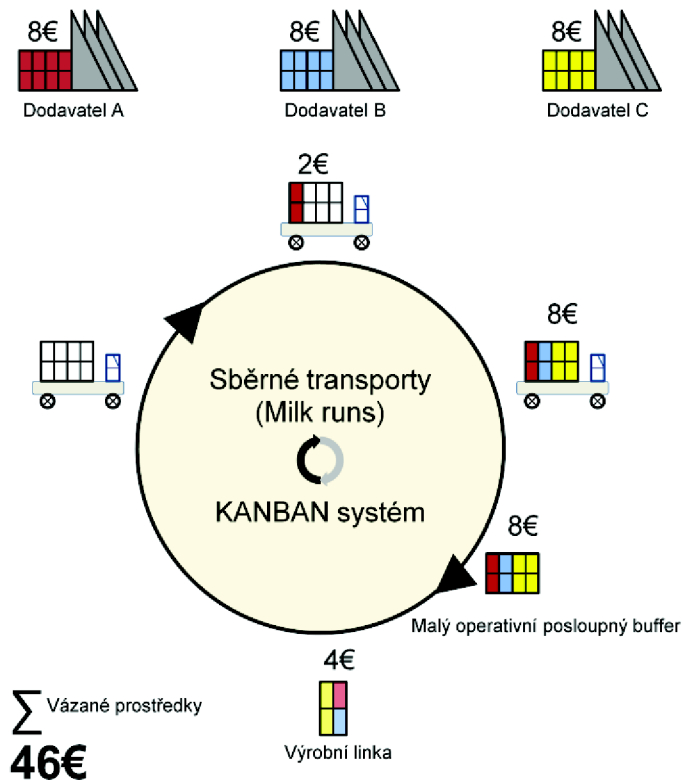 8€
8€
8€
Dodavatel A
Dodavatel B
Dodavatel C
2€
8€
Sběrné transporty
(Milk runs)
KANBAN systém
8€
Malý operativní posloupný buffer
4€
Výrobní linka
∑ Vázané prostředky
46€